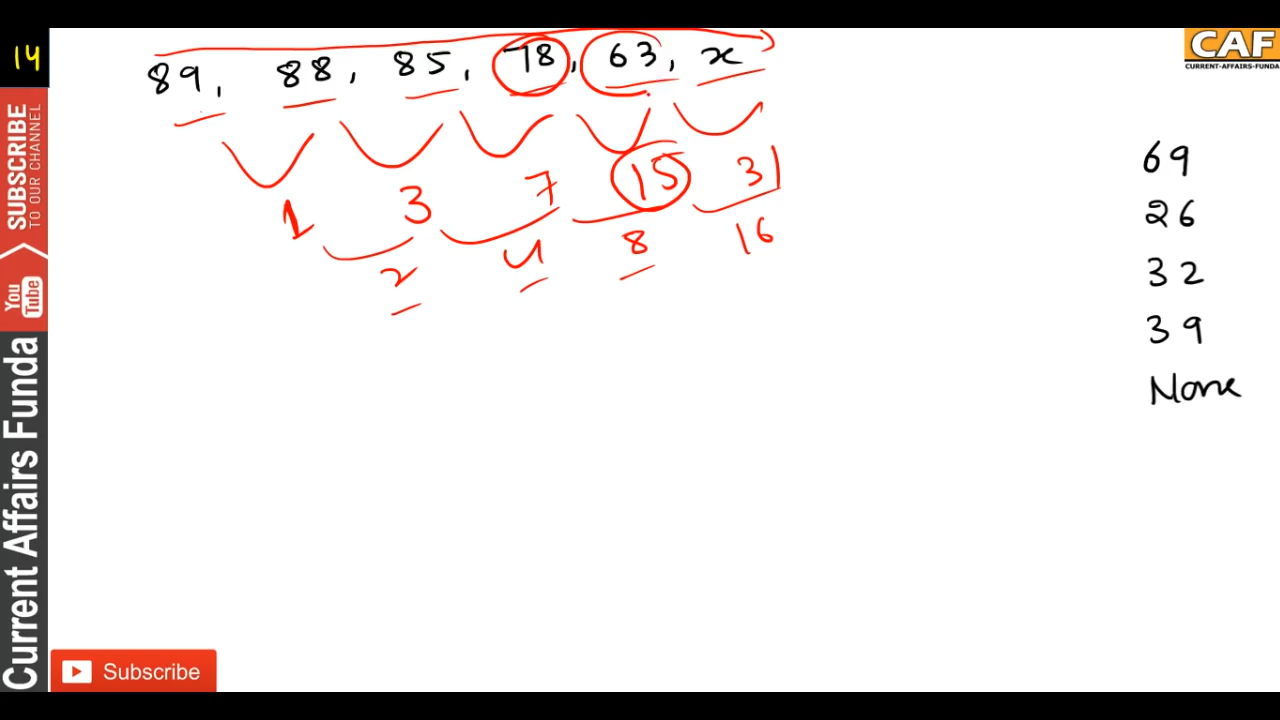 14
89, 88, 85, 78, 63, x
1 3 7 15 31
2 4 8 16
69
26
32
39
None
CAF
CURRENT-AFFAIRS-FUNDA
SUBSCRIBE
TO OUR CHANNEL
You
Tube
Current Affairs Funda
Subscribe